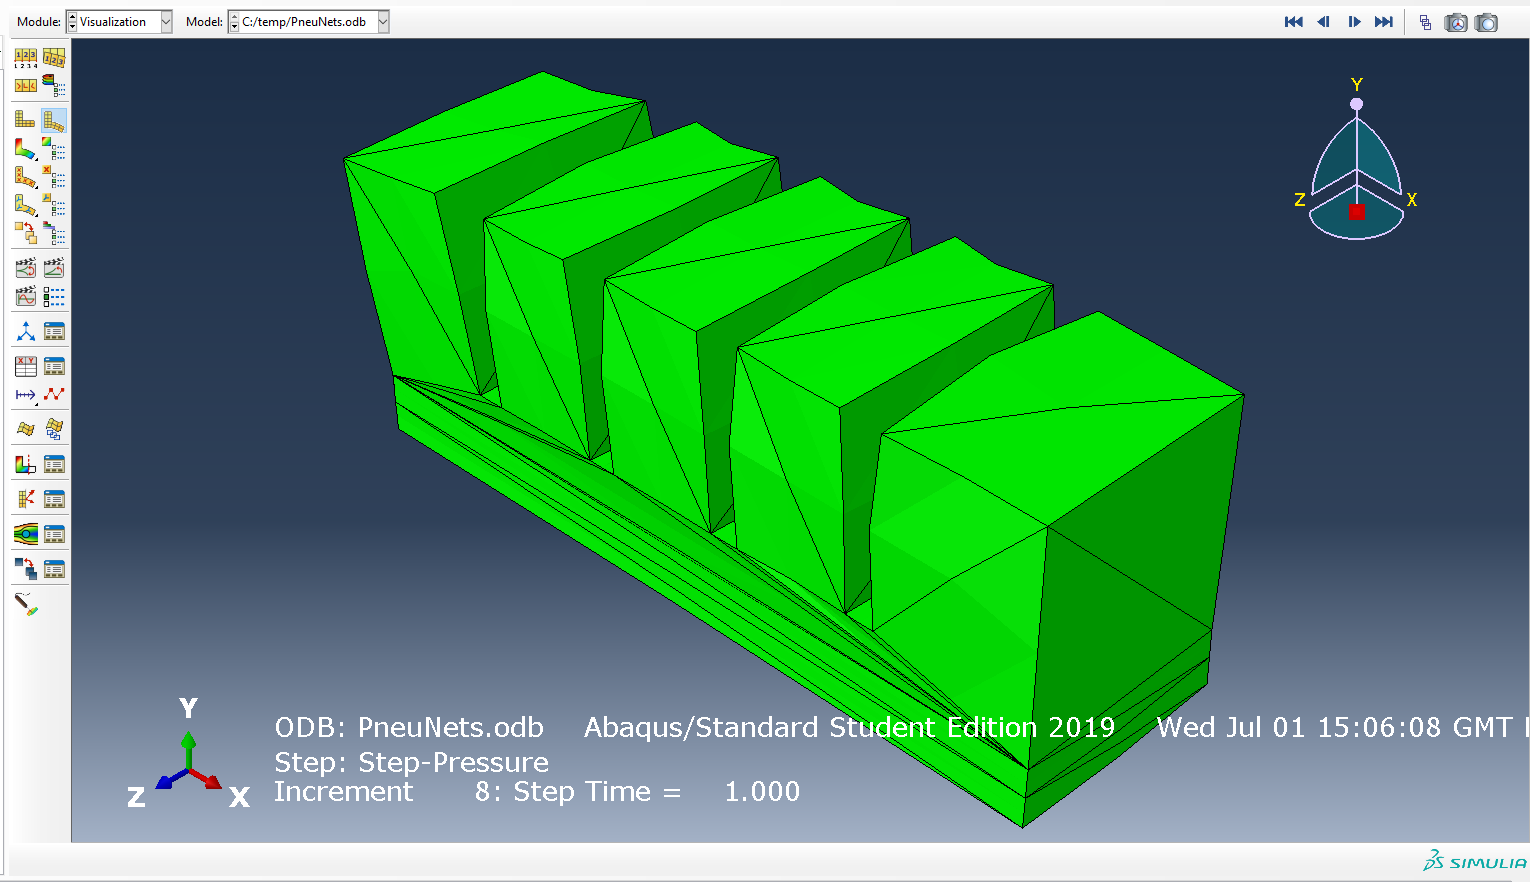 Module: Visualization Model: C:/temp/PneuNets.odb
Y
Z X
ODB: PneuNets.odb Abaqus/Standard Student Edition 2019 Wed Jul 01 15:06:08 GMT
Step: Step-Pressure
Increment 8: Step Time = 1.000
Y
Z X
SIMULIA